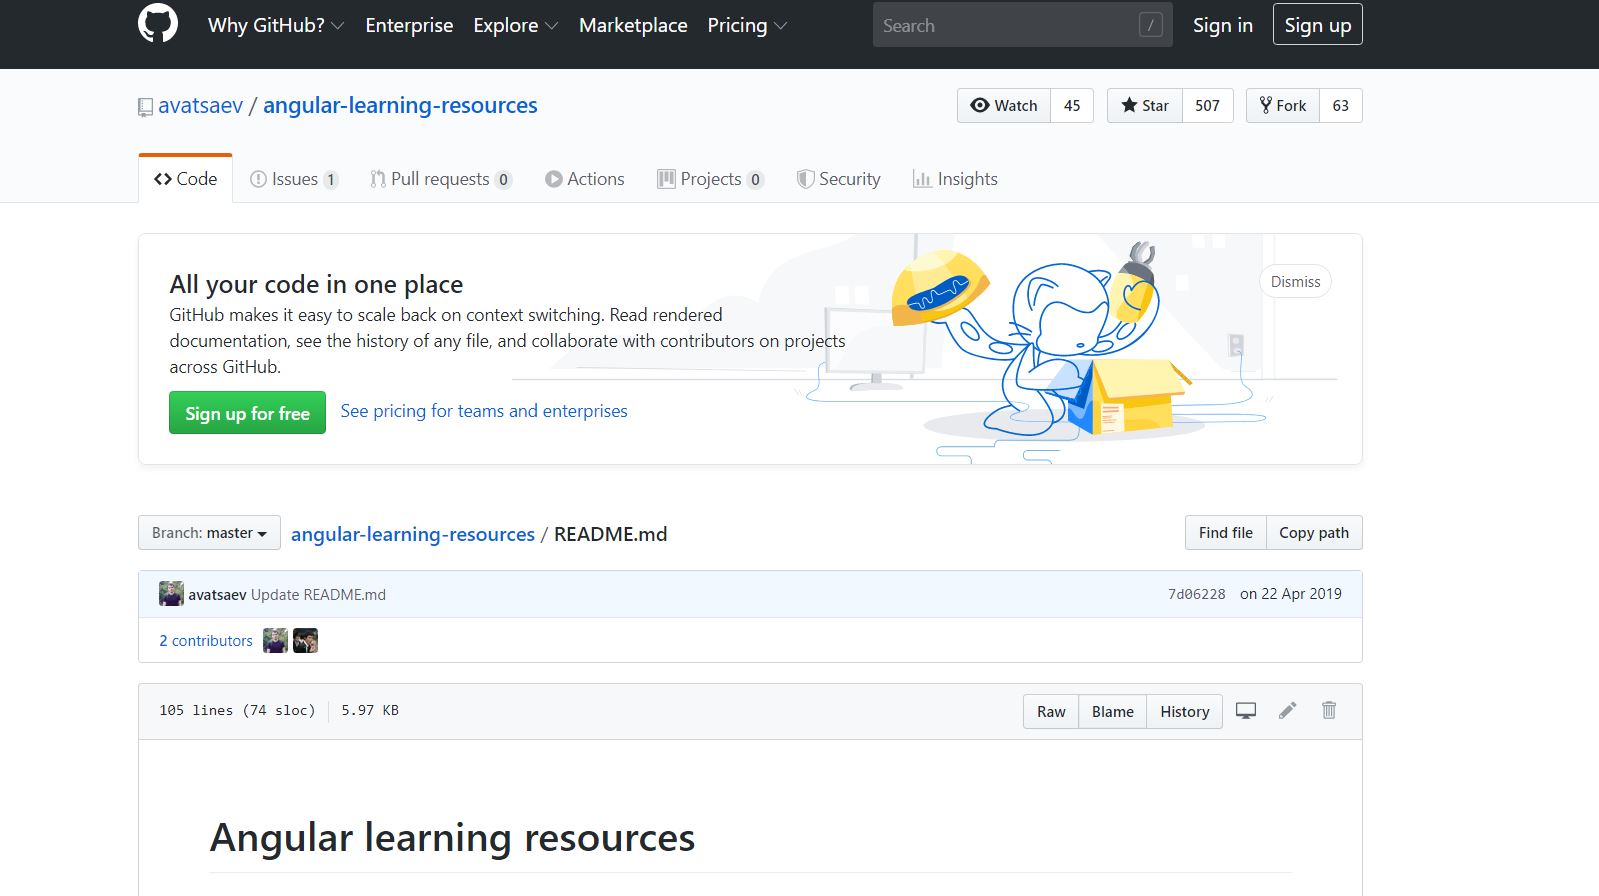 Why GitHub? Enterprise Explore Marketplace Pricing Search / Sign in Sign up
avatsaev / angular-learning-resources Watch 45 Star 507 Fork 63
Code Issues 1 Pull requests 0 Actions Projects 0 Security Insights
All your code in one place
Dismiss
GitHub makes it easy to scale back on context switching. Read rendered
documentation, see the history of any file, and collaborate with contributors on projects
across GitHub.
Sign up for free See pricing for teams and enterprises
Branch: master angular-learning-resources / README.md Find file Copy path
avatsaev Update README.md 7d06228 on 22 Apr 2019
2 contributors
105 lines (74 sloc) 5.97 KB Raw Blame History
Angular learning resources